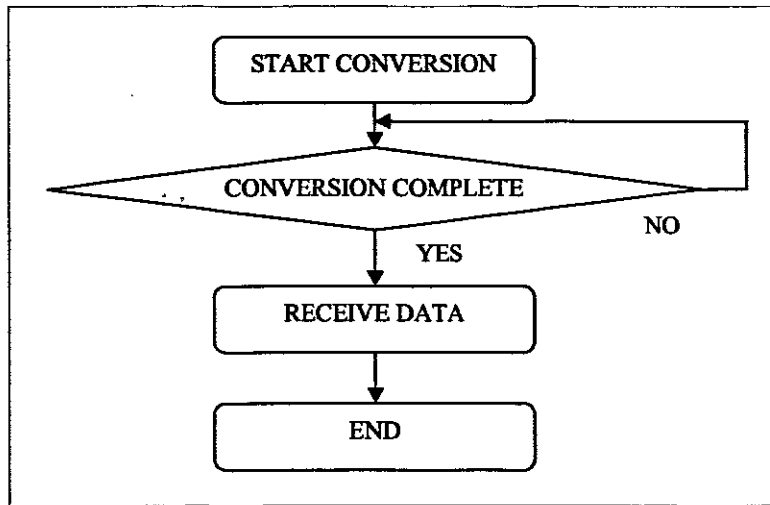 START CONVERSION
CONVERSION COMPLETE
NO
YES
RECEIVE DATA
END